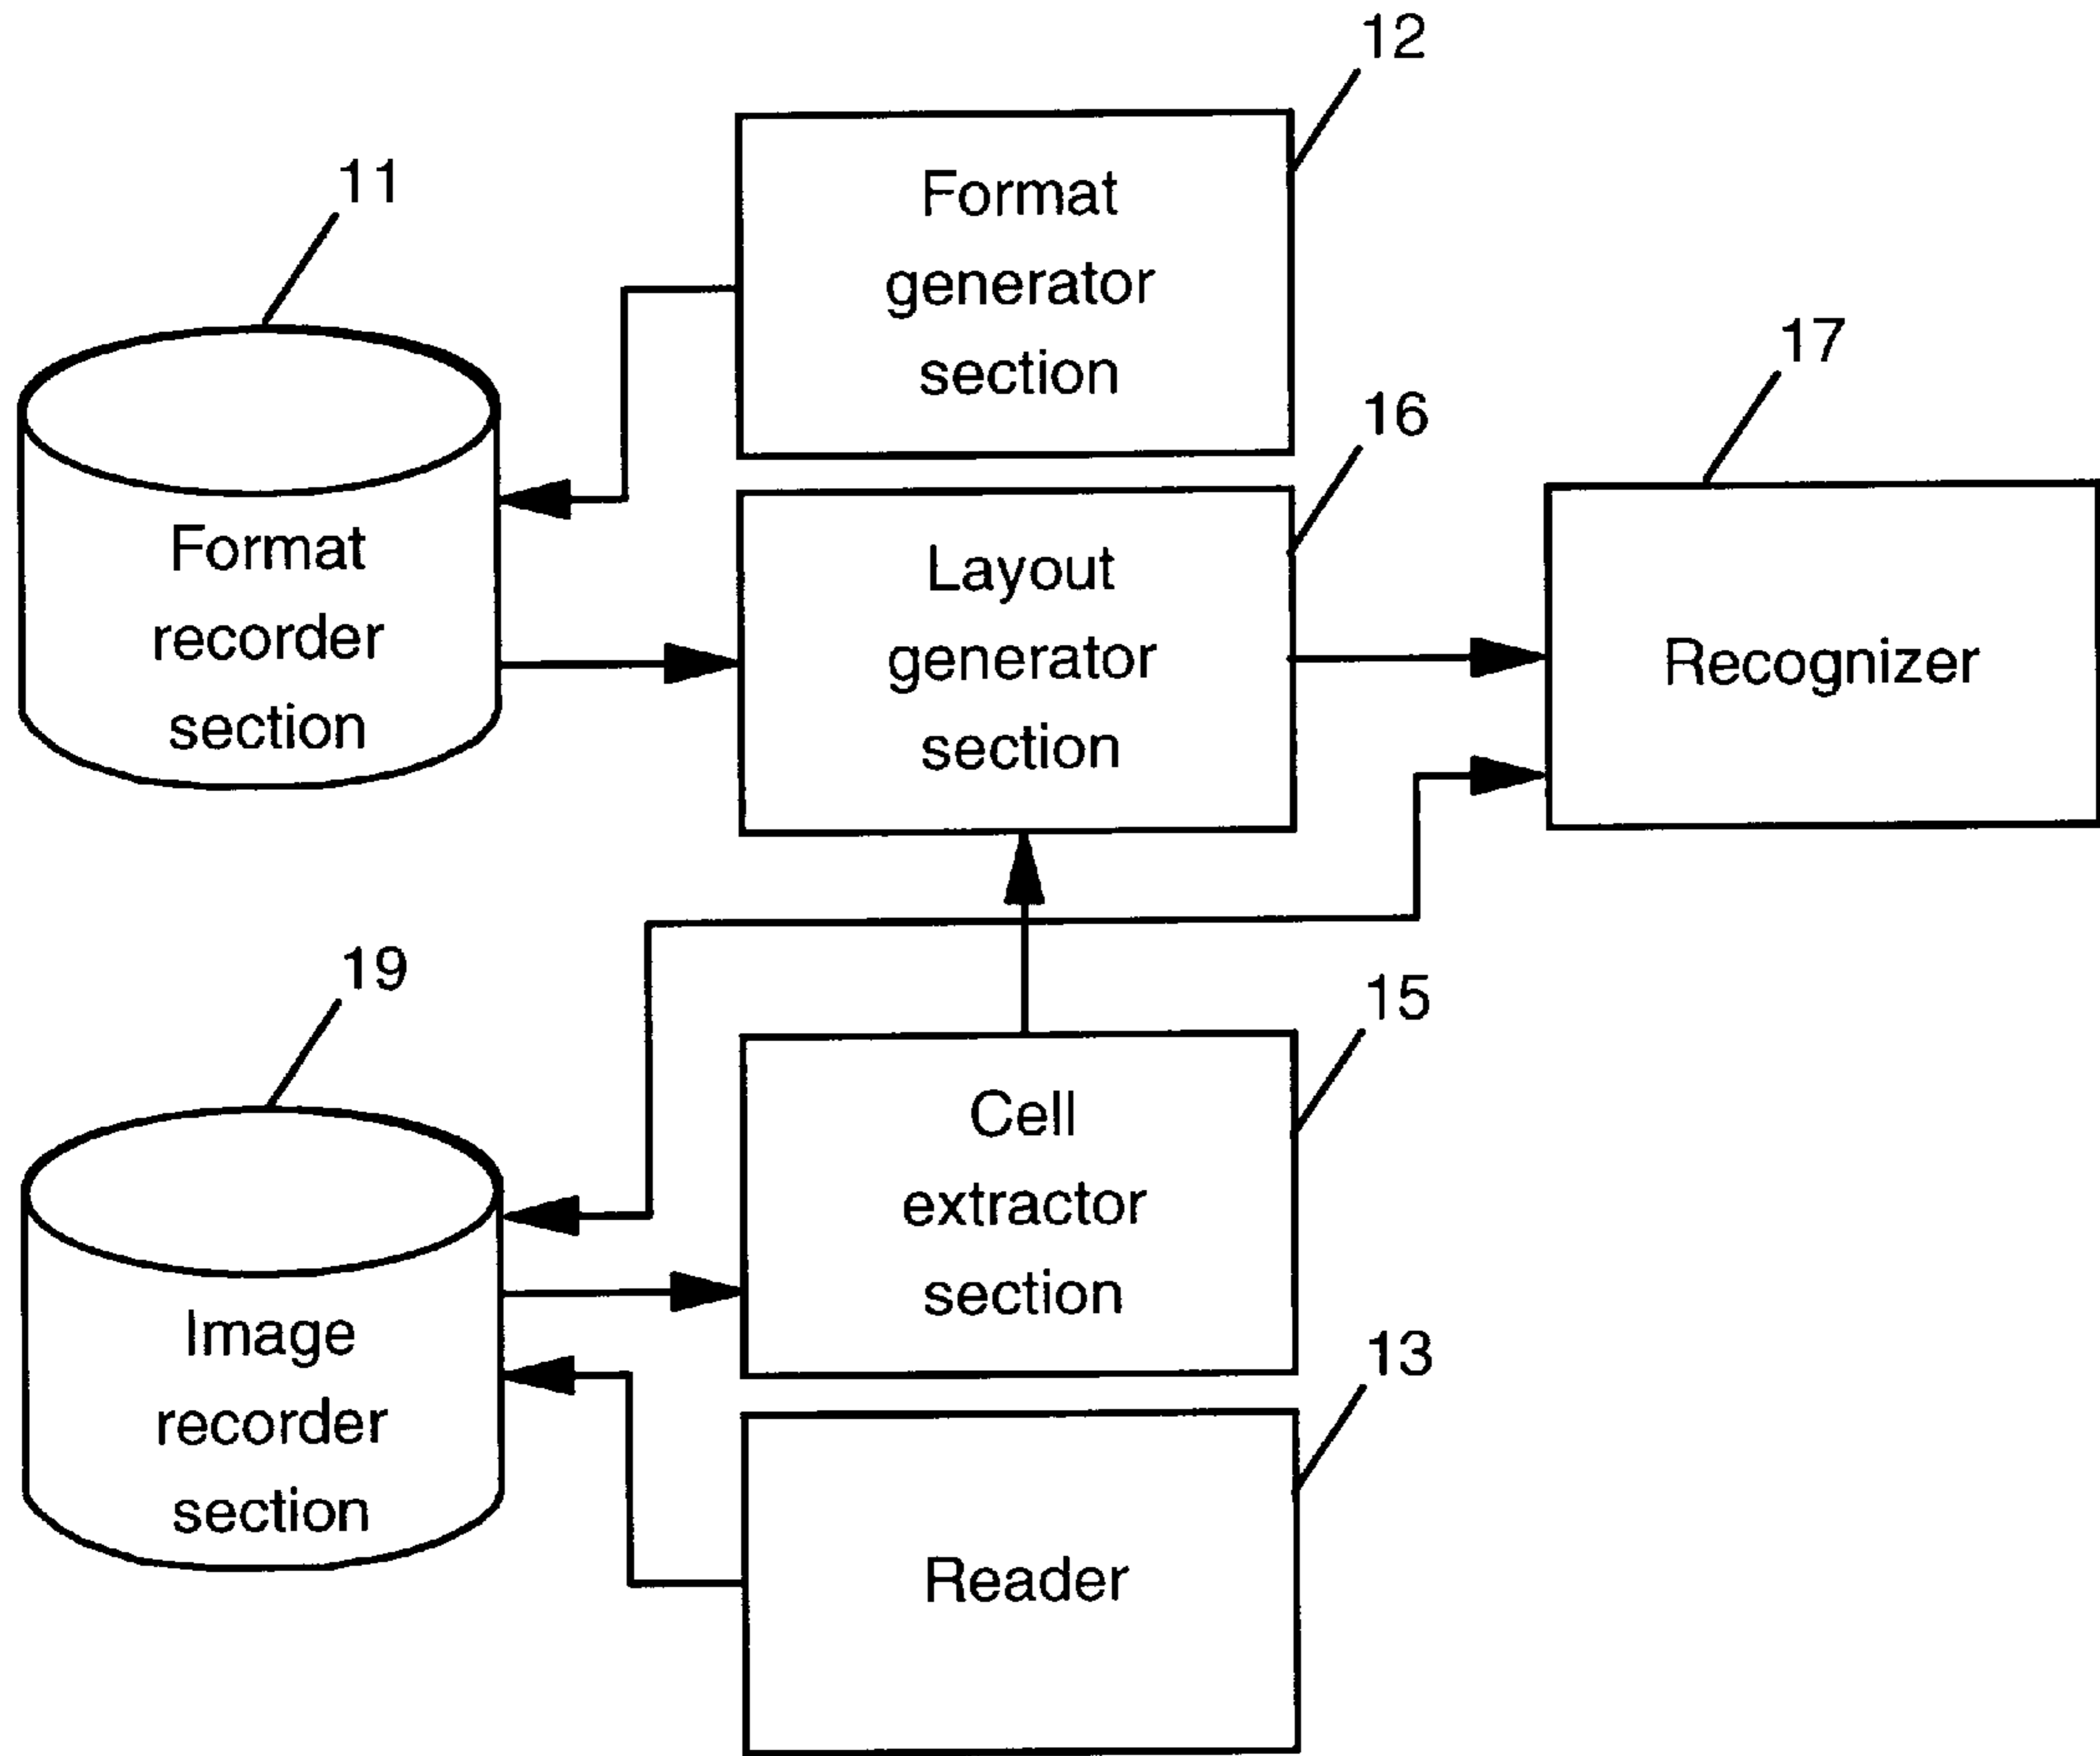 12
Format
generator
section
11
Format
recorder
section
16
Layout
generator
section
17
Recognizer
19
Image
recorder
section
15
Cell
extractor
section
13
Reader